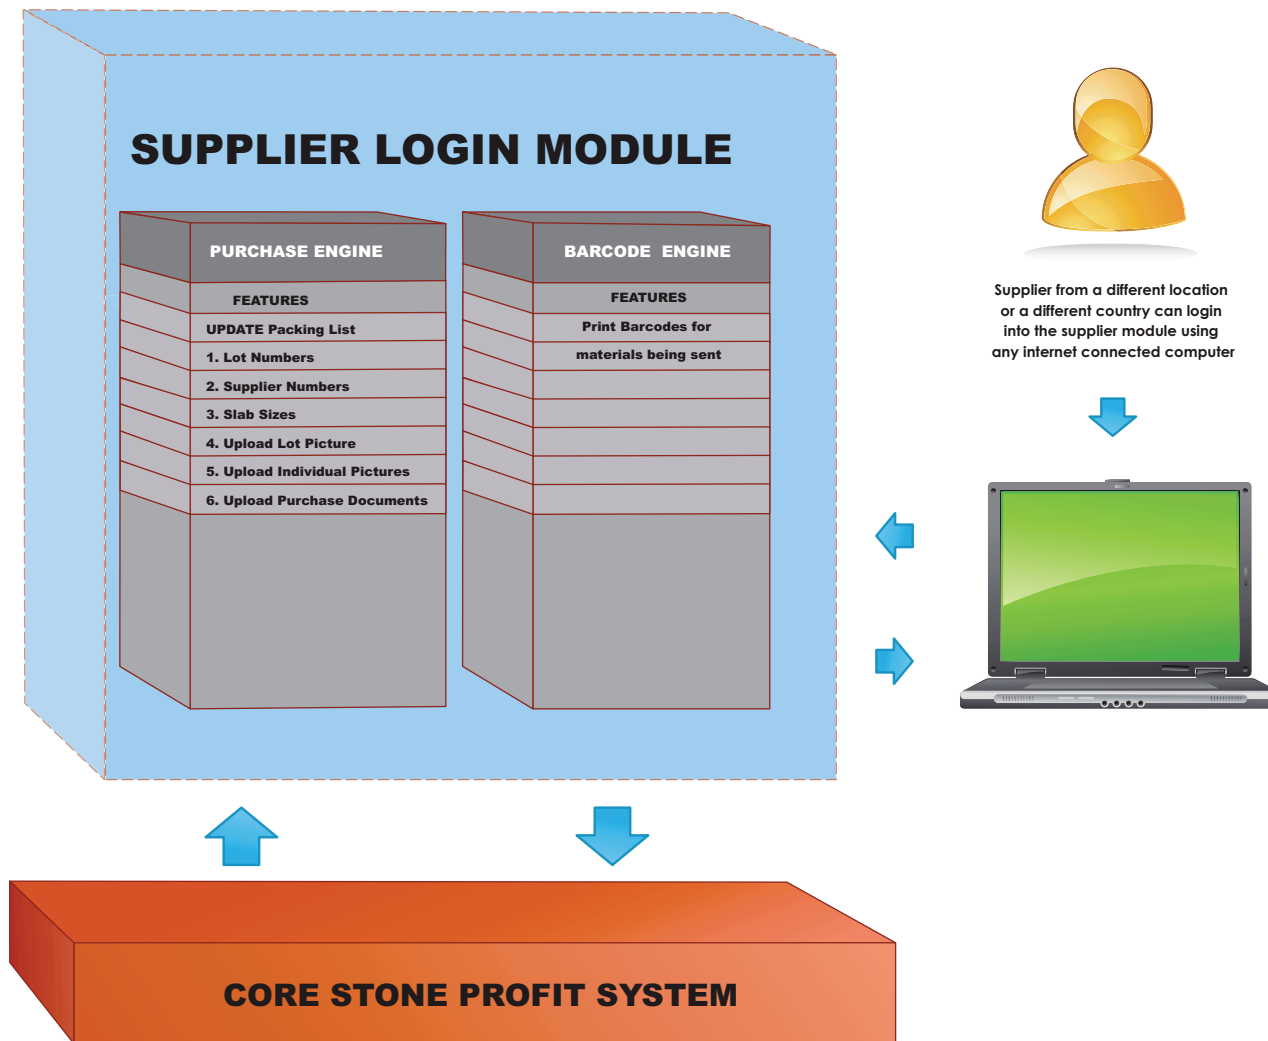 SUPPLIER LOGIN MODULE
PURCHASE ENGINE
FEATURES
UPDATE Packing List
1. Lot Numbers
2. Supplier Numbers
3. Slab Sizes
4. Upload Lot Picture
5. Upload Individual Pictures
6. Upload Purchase Documents
BARCODE ENGINE
FEATURES
Print Barcodes for
materials being sent
Supplier from a different location
or a different country can login
into the supplier module using
any internet connected computer
CORE STONE PROFIT SYSTEM